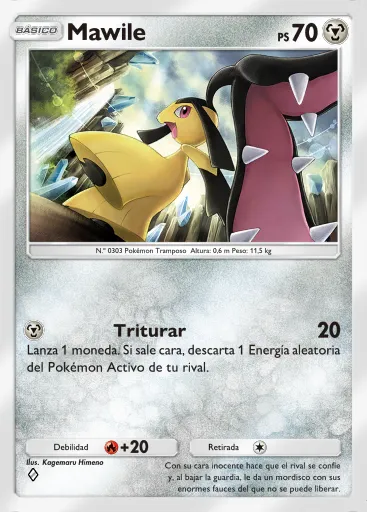 BÁSICO Mawile PS 70
N.º 0303 Pokémon Tramposo Altura: 0,6 m Peso: 11,5 kg
Triturar 20
Lanza 1 moneda. Si sale cara, descarta 1 Energía aleatoria
del Pokémon Activo de tu rival.
Debilidad +20 Retirada
Ilus. Kagemaru Himeno
Con su cara inocente hace que el rival se confíe
y, al bajar la guardia, le da un mordisco con sus
enormes fauces del que no se puede liberar.